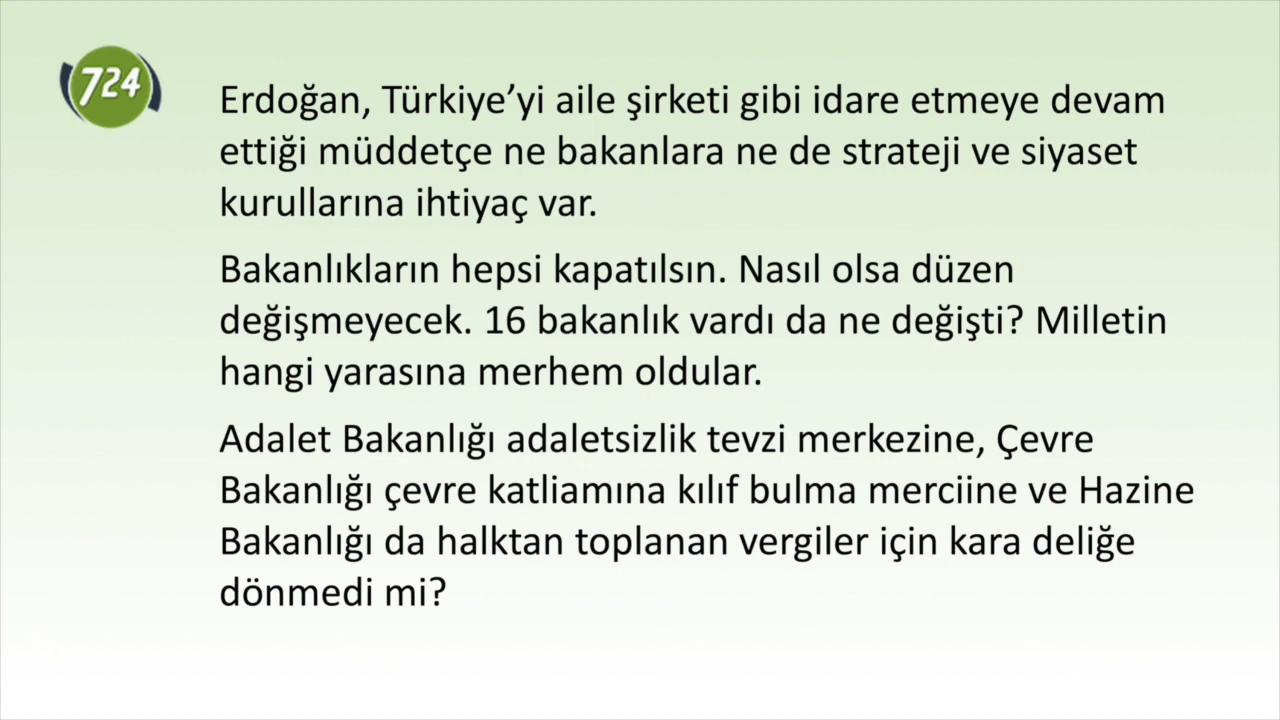 724
Erdoğan, Türkiye’yi aile şirketi gibi idare etmeye devam
ettiği müddetçe ne bakanlara ne de strateji ve siyaset
kurullarına ihtiyaç var.
Bakanlıkların hepsi kapatılsın. Nasıl olsa düzen
değişmeyecek. 16 bakanlık vardı da ne değişti? Milletin
hangi yarasına merhem oldular.
Adalet Bakanlığı adaletsizlik tevzi merkezine, Çevre
Bakanlığı çevre katliamına kılıf bulma merciine ve Hazine
Bakanlığı da halktan toplanan vergiler için kara deliğe
dönmedi mi?